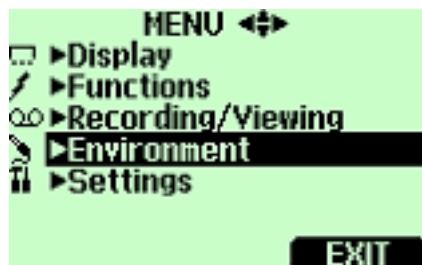 MENU
Display
Functions
Recording/Viewing
Environment
Settings
EXIT